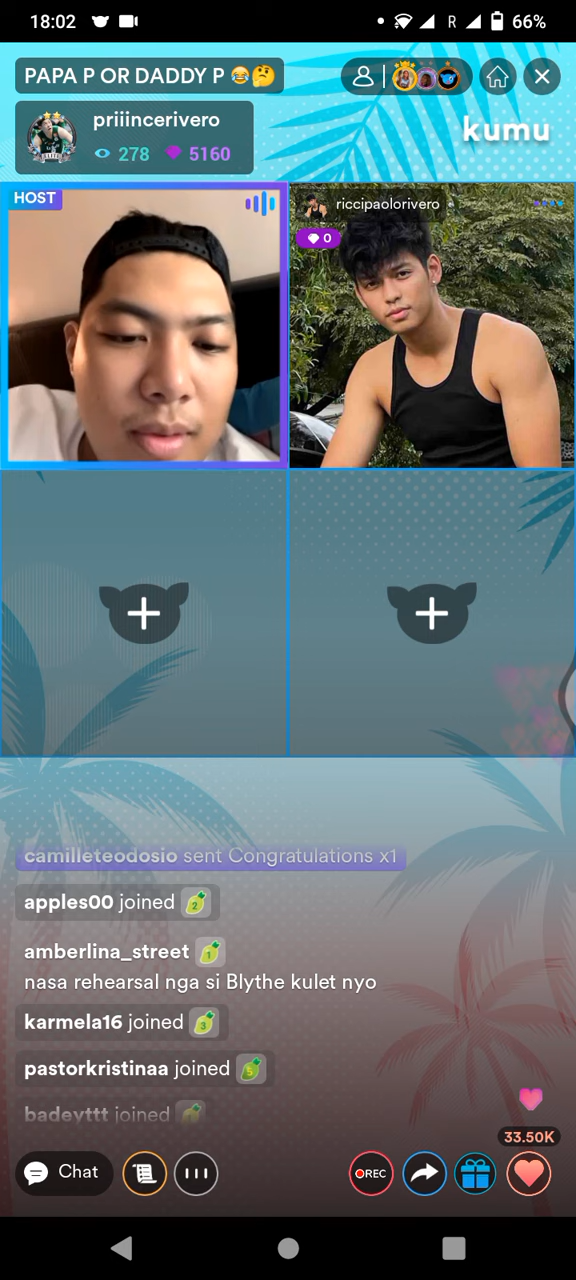 18:02
R
66%
PAPA P OR DADDY P 😂🤔
priiincerivero
278 5160
kumu
HOST
riccipaolorivero
0
camilleteodosio sent Congratulations x1
apples00 joined 2
amberlina_street 1
nasa rehearsal nga si Blythe kulet nyo
karmela16 joined 3
pastorkristinaa joined 5
badeyttt joined
33.50K
Chat
REC